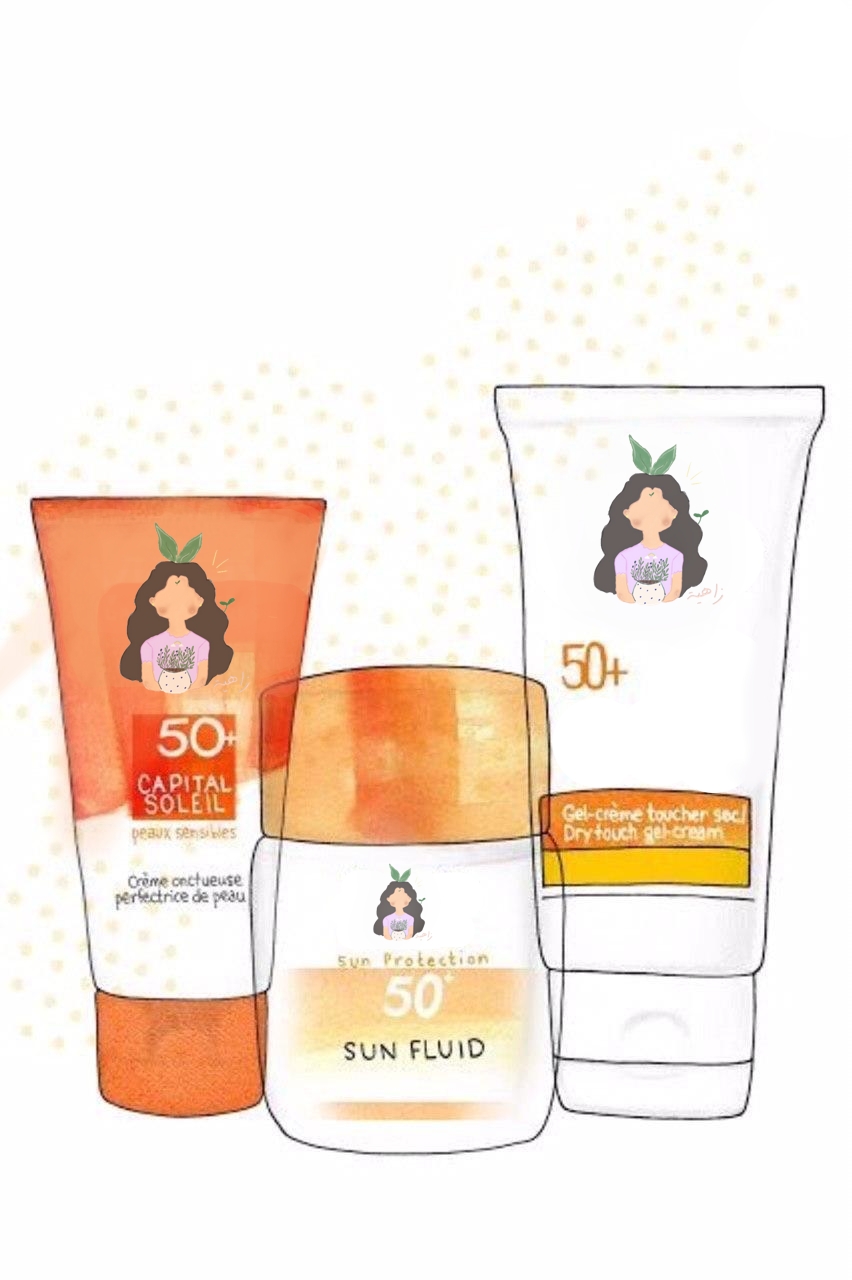 50+
CAPITAL
SOLEIL
peaux sensibles
Crème onctueuse
perfectrice de peau
Sun Protection
50+
SUN FLUID
زاهية
50+
Gel-crème toucher sec/
Dry touch gel-cream